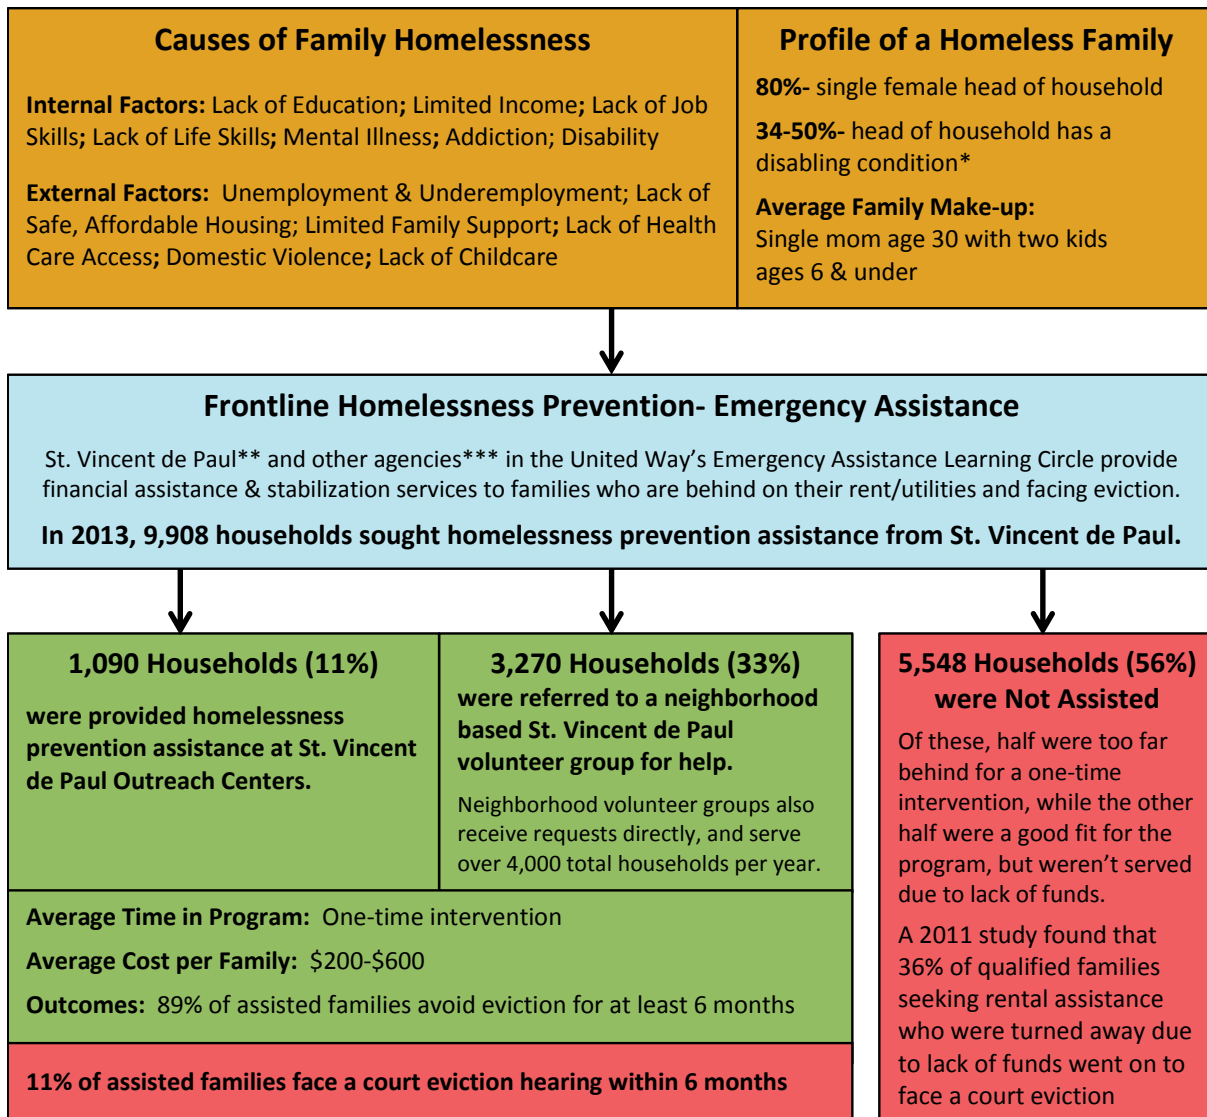 Causes of Family Homelessness
Internal Factors: Lack of Education; Limited Income; Lack of Job
Skills; Lack of Life Skills; Mental Illness; Addiction; Disability
External Factors: Unemployment & Underemployment; Lack of
Safe, Affordable Housing; Limited Family Support; Lack of Health
Care Access; Domestic Violence; Lack of Childcare
Profile of a Homeless Family
80%- single female head of household
34-50%- head of household has a
disabling condition*
Average Family Make-up:
Single mom age 30 with two kids
ages 6 & under
Frontline Homelessness Prevention- Emergency Assistance
St. Vincent de Paul** and other agencies*** in the United Way's Emergency Assistance Learning Circle provide
financial assistance & stabilization services to families who are behind on their rent/utilities and facing eviction.
In 2013, 9,908 households sought homelessness prevention assistance from St. Vincent de Paul.
1,090 Households (11%)
were provided homelessness
prevention assistance at St. Vincent
de Paul Outreach Centers.
3,270 Households (33%)
were referred to a neighborhood
based St. Vincent de Paul
volunteer group for help.
Neighborhood volunteer groups also
receive requests directly, and serve
over 4,000 total households per year.
Average Time in Program: One-time intervention
Average Cost per Family: $200-$600
Outcomes: 89% of assisted families avoid eviction for at least 6 months
11% of assisted families face a court eviction hearing within 6 months
5,548 Households (56%)
were Not Assisted
Of these, half were too far
behind for a one-time
intervention, while the other
half were a good fit for the
program, but weren't served
due to lack of funds.
A 2011 study found that
36% of qualified families
seeking rental assistance
who were turned away due
to lack of funds went on to
face a court eviction